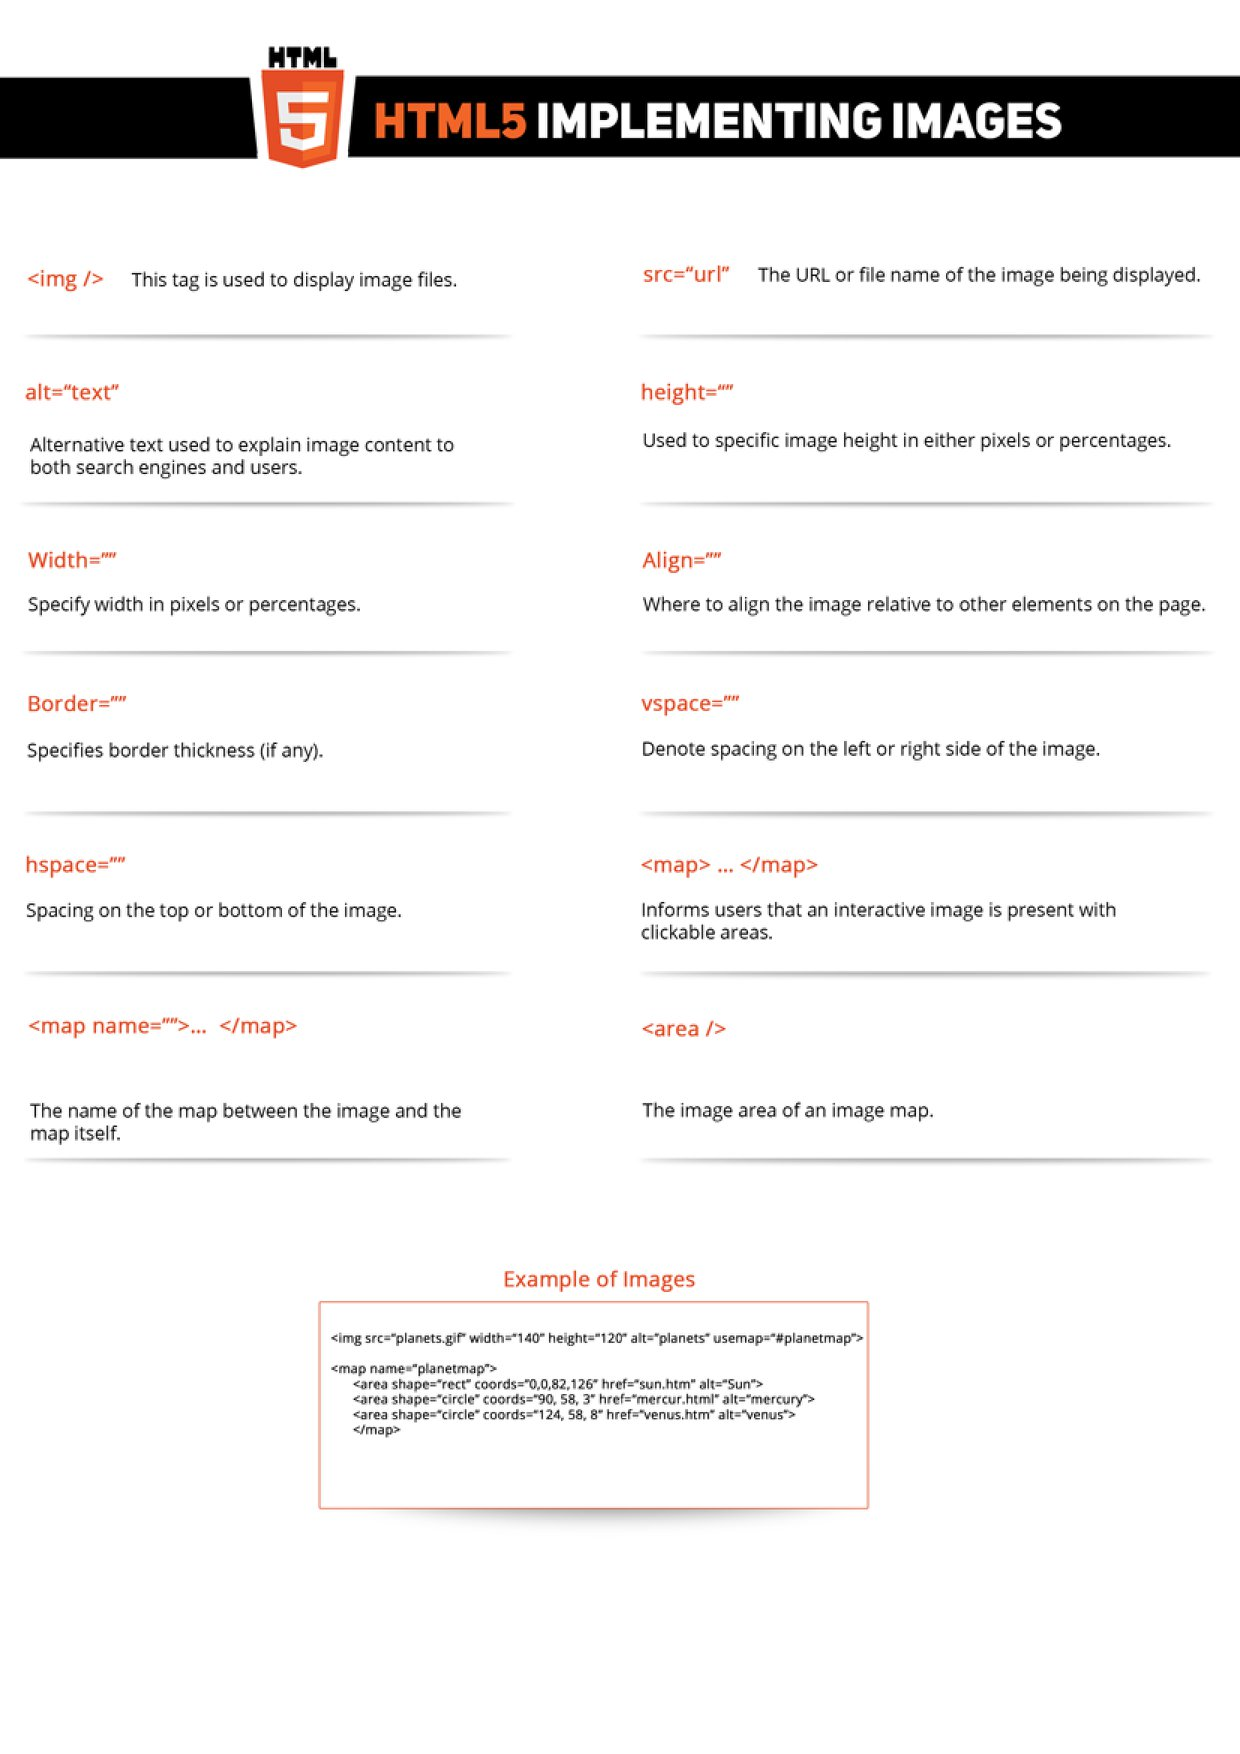 HTML
5
HTML5 IMPLEMENTING IMAGES
<img />
This tag is used to display image files.
src=“url”
The URL or file name of the image being displayed.
alt=“text”
Alternative text used to explain image content to
both search engines and users.
height=“”
Used to specific image height in either pixels or percentages.
Width=“”
Specify width in pixels or percentages.
Align=“”
Where to align the image relative to other elements on the page.
Border=“”
Specifies border thickness (if any).
vspace=“”
Denote spacing on the left or right side of the image.
hspace=“”
Spacing on the top or bottom of the image.
<map> ... </map>
Informs users that an interactive image is present with
clickable areas.
<map name=“”>... </map>
The name of the map between the image and the
map itself.
<area />
The image area of an image map.
Example of Images
<img src=“planets.gif” width=“140” height=“120” alt=“planets” usemap=“#planetmap”>
<map name=“planetmap”>
<area shape=“rect” coords=“0,0,82,126” href=“sun.htm” alt=“Sun”>
<area shape=“circle” coords=“90, 58, 3” href=“mercur.html” alt=“mercury”>
<area shape=“circle” coords=“124, 58, 8” href=“venus.htm” alt=“venus”>
</map>